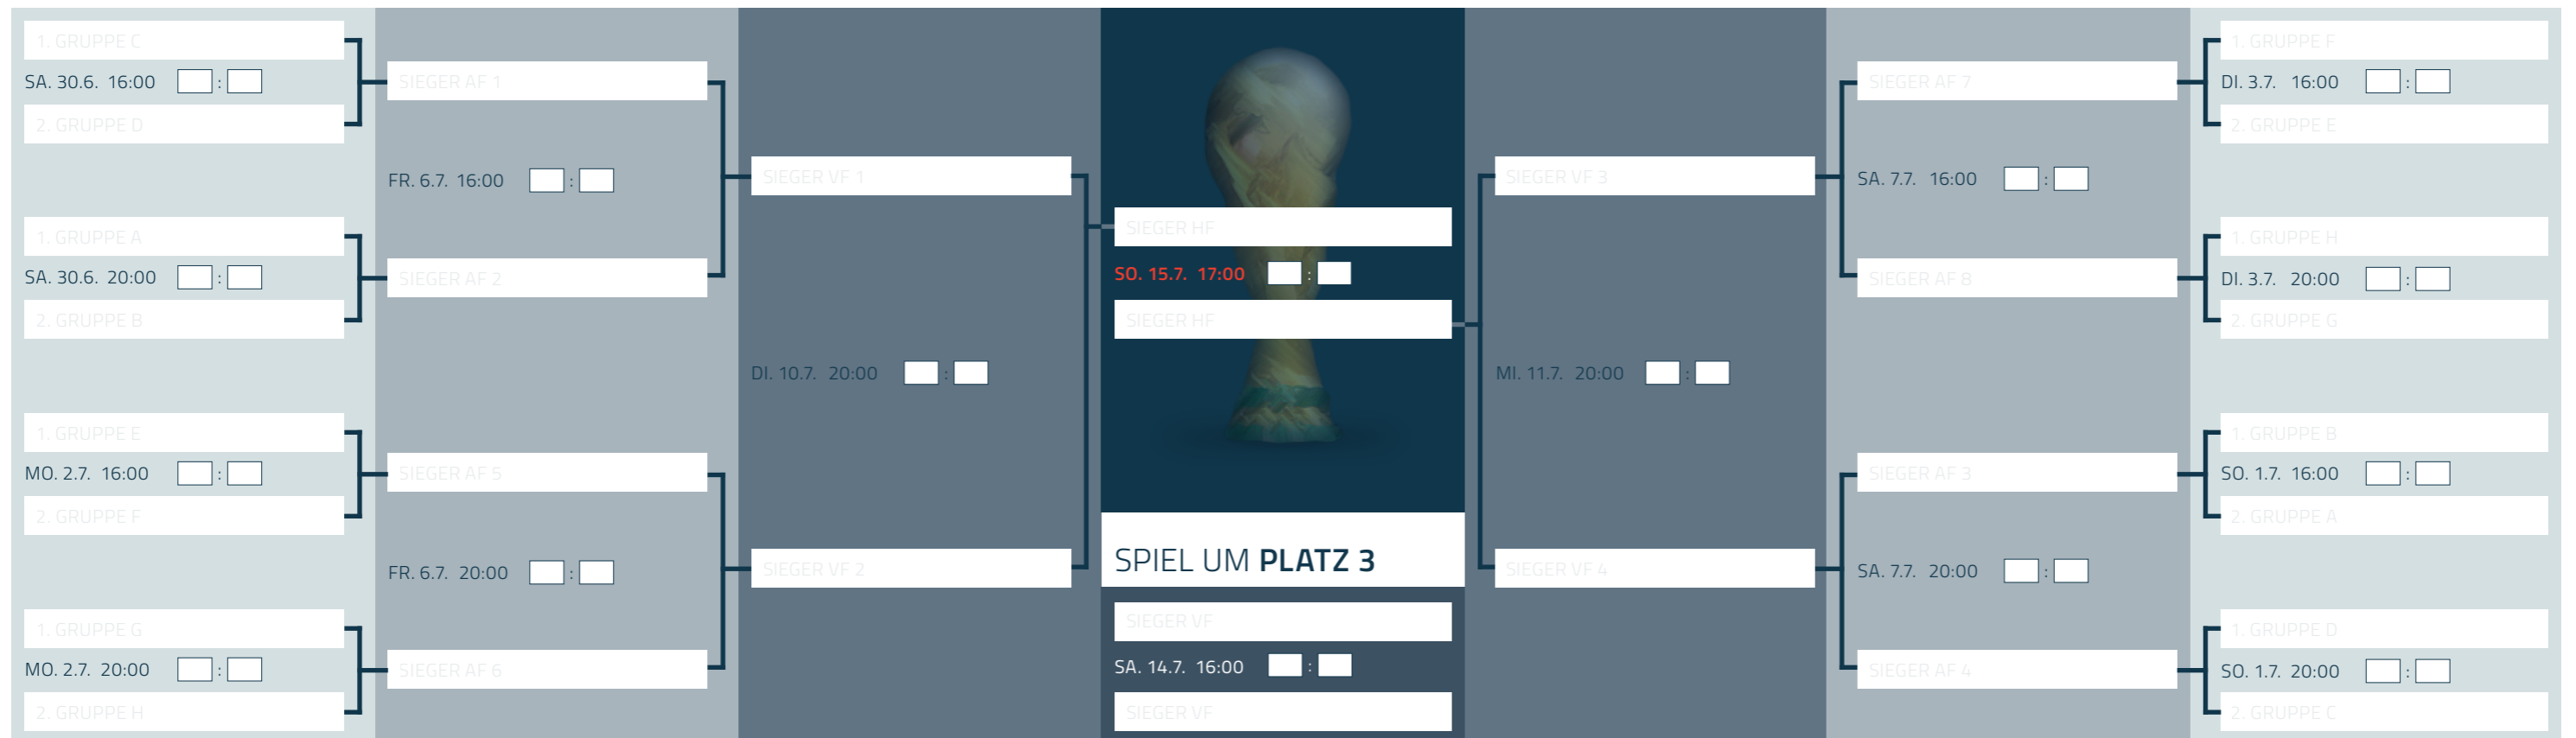 1. GRUPPE C
SA. 30.6. 16:00 :
2. GRUPPE D
1. GRUPPE A
SA. 30.6. 20:00 :
2. GRUPPE B
1. GRUPPE E
MO. 2.7. 16:00 :
2. GRUPPE F
1. GRUPPE G
MO. 2.7. 20:00 :
2. GRUPPE H
SIEGER AF 1
FR. 6.7. 16:00 :
SIEGER AF 2
SIEGER AF 5
FR. 6.7. 20:00 :
SIEGER AF 6
SIEGER VF 1
DI. 10.7. 20:00 :
SIEGER VF 2
SIEGER HF
SO. 15.7. 17:00 :
SIEGER HF
SPIEL UM PLATZ 3
SIEGER VF
SA. 14.7. 16:00 :
SIEGER VF
SIEGER VF 3
MI. 11.7. 20:00 :
SIEGER VF 4
SIEGER AF 7
SA. 7.7. 16:00 :
SIEGER AF 8
SIEGER AF 3
SA. 7.7. 20:00 :
SIEGER AF 4
1. GRUPPE F
DI. 3.7. 16:00 :
2. GRUPPE E
1. GRUPPE H
DI. 3.7. 20:00 :
2. GRUPPE G
1. GRUPPE B
SO. 1.7. 16:00 :
2. GRUPPE A
1. GRUPPE D
SO. 1.7. 20:00 :
2. GRUPPE C